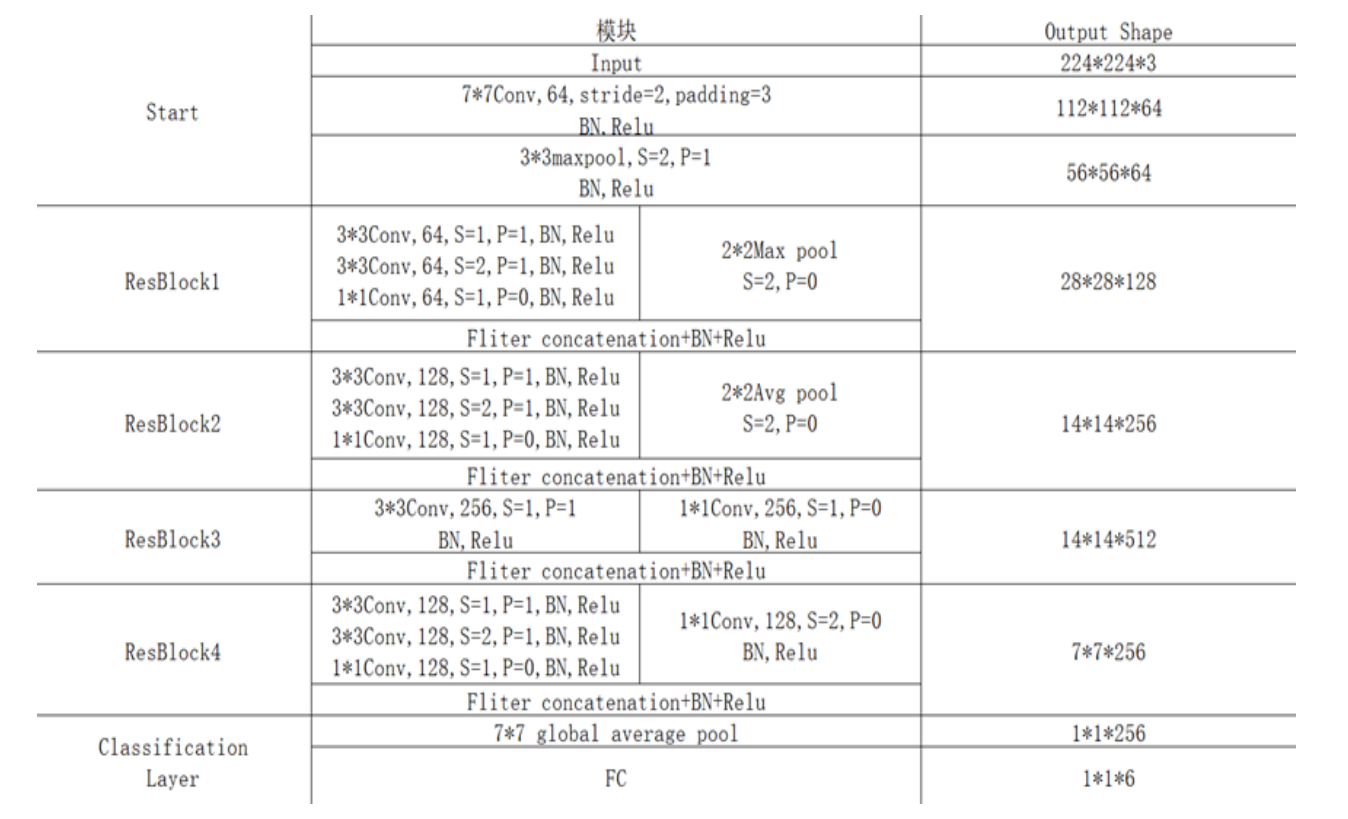 模块
Output Shape
Start
Input
224*224*3
7*7Conv,64,stride=2,padding=3
BN,Relu
112*112*64
3*3maxpool,S=2,P=1
BN,Relu
56*56*64
ResBlock1
3*3Conv,64,S=1,P=1,BN,Relu
3*3Conv,64,S=2,P=1,BN,Relu
1*1Conv,64,S=1,P=0,BN,Relu
2*2Max pool
S=2,P=0
28*28*128
Fliter concatenation+BN+Relu
ResBlock2
3*3Conv,128,S=1,P=1,BN,Relu
3*3Conv,128,S=2,P=1,BN,Relu
1*1Conv,128,S=1,P=0,BN,Relu
2*2Avg pool
S=2,P=0
14*14*256
Fliter concatenation+BN+Relu
ResBlock3
3*3Conv,256,S=1,P=1
BN,Relu
1*1Conv,256,S=1,P=0
BN,Relu
14*14*512
Fliter concatenation+BN+Relu
ResBlock4
3*3Conv,128,S=1,P=1,BN,Relu
3*3Conv,128,S=2,P=1,BN,Relu
1*1Conv,128,S=1,P=0,BN,Relu
1*1Conv,128,S=2,P=0
BN,Relu
7*7*256
Fliter concatenation+BN+Relu
Classification
Layer
7*7 global average pool
1*1*256
FC
1*1*6